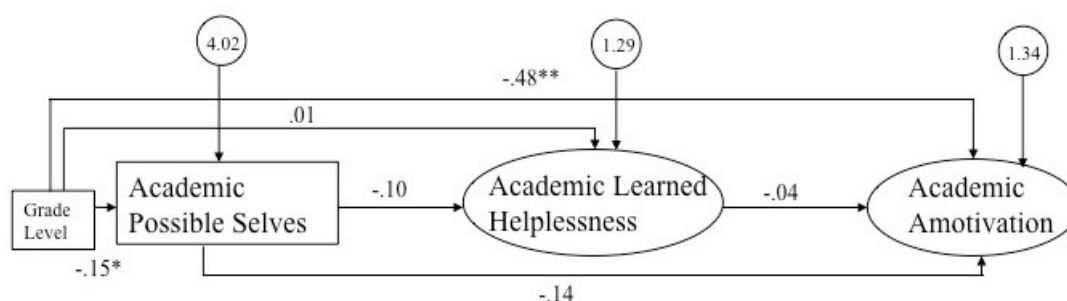 4.02
1.29
1.34
-.48**
.01
Grade
Level
Academic
Possible Selves
-.10
Academic Learned
Helplessness
-.04
Academic
Amotivation
-.15*
-.14